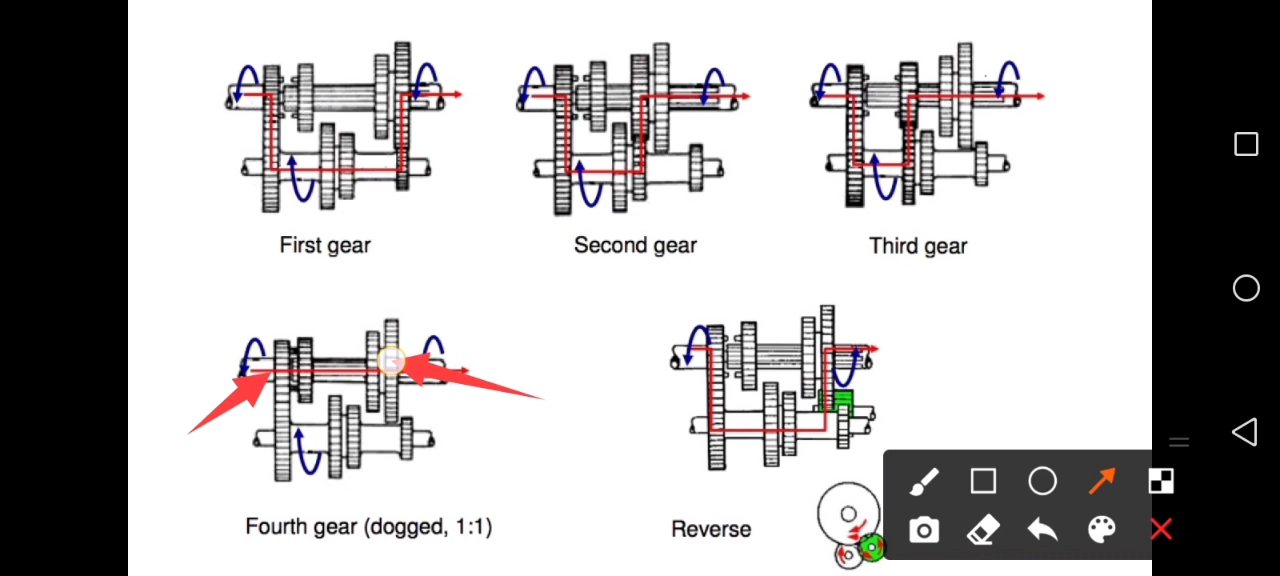 First gear
Second gear
Third gear
Fourth gear (dogged, 1:1)
Reverse